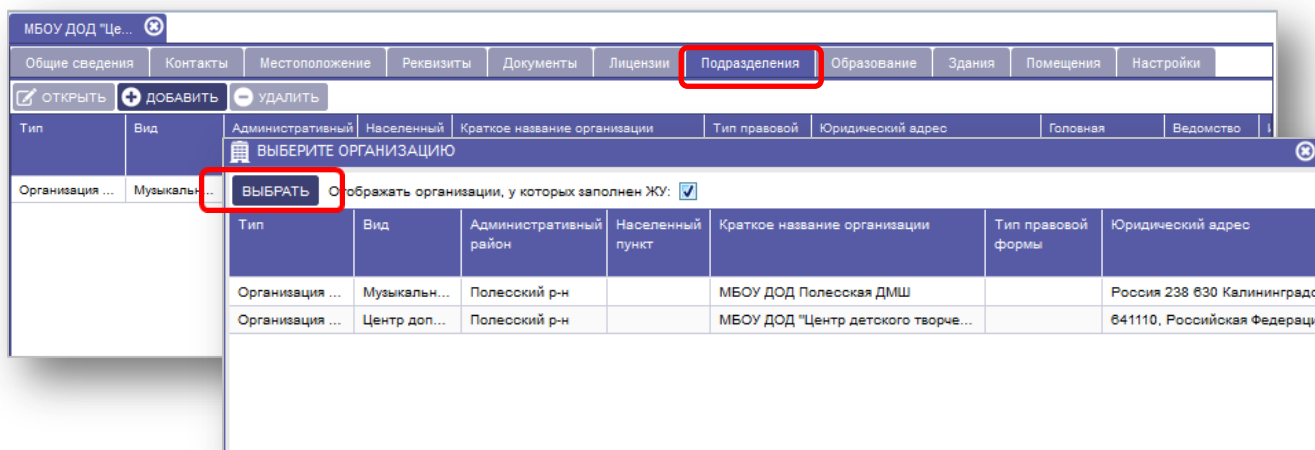 МБОУ ДОД "Це...
Общие сведения Контакты Местоположение Реквизиты Документы Лицензии Подразделения Образование Здания Помещения Настройки
ОТКРЫТЬ ДОБАВИТЬ УДАЛИТЬ
Тип Вид Административный Населенный Краткое название организации Тип правовой Юридический адрес Головная Ведомство
ВЫБЕРИТЕ ОРГАНИЗАЦИЮ
Организация ... Музыкальн...
ВЫБРАТЬ Отображать организации, у которых заполнен ЖУ:
Тип Вид Административный Населенный Краткое название организации Тип правовой Юридический адрес
район пункт формы
Организация ... Музыкальн... Полесский р-н МБОУ ДОД Полесская ДМШ Россия 238 630 Калининград
Организация ... Центр доп... Полесский р-н МБОУ ДОД "Центр детского творче... 641110, Российская Федераци